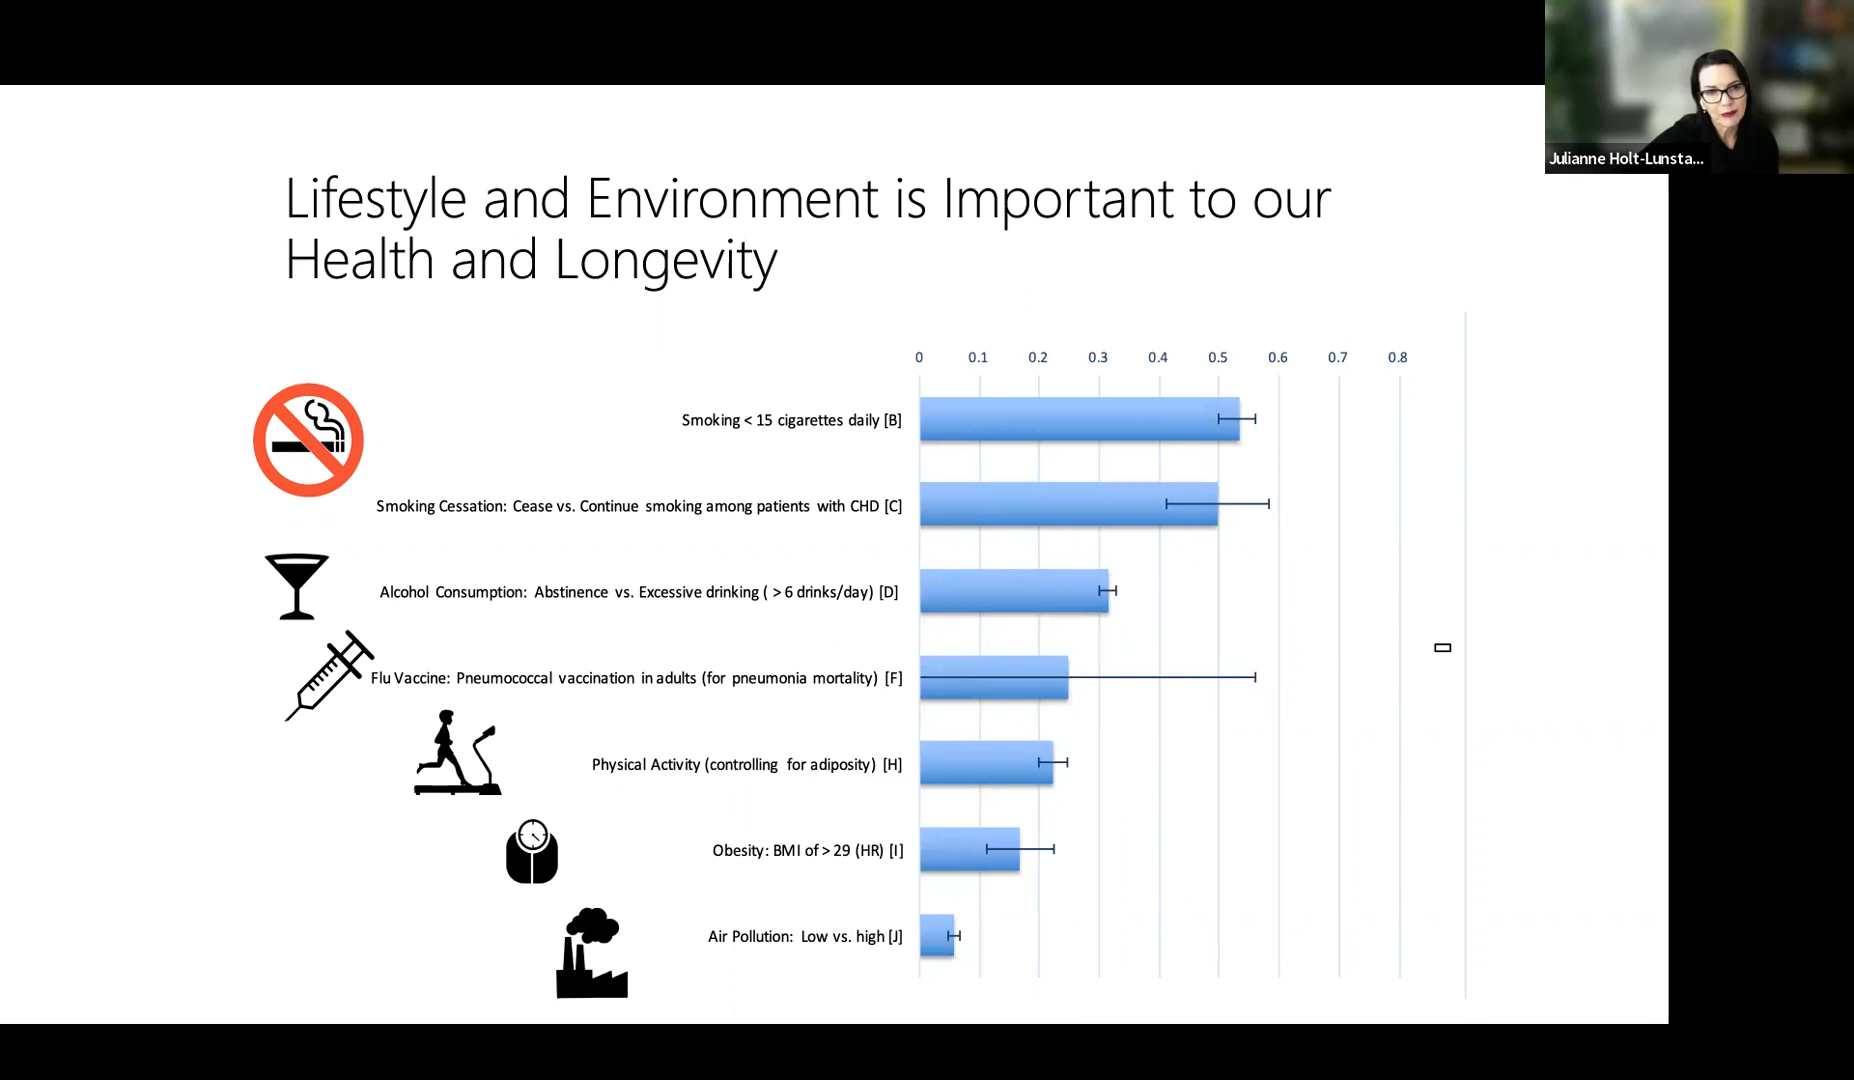 Julianne Holt-Lunsta...
Lifestyle and Environment is Important to our
Health and Longevity
0 0.1 0.2 0.3 0.4 0.5 0.6 0.7 0.8
Smoking < 15 cigarettes daily [B]
Smoking Cessation: Cease vs. Continue smoking among patients with CHD [C]
Alcohol Consumption: Abstinence vs. Excessive drinking ( > 6 drinks/day) [D]
Flu Vaccine: Pneumococcal vaccination in adults (for pneumonia mortality) [F]
Physical Activity (controlling for adiposity) [H]
Obesity: BMI of > 29 (HR) [I]
Air Pollution: Low vs. high [J]